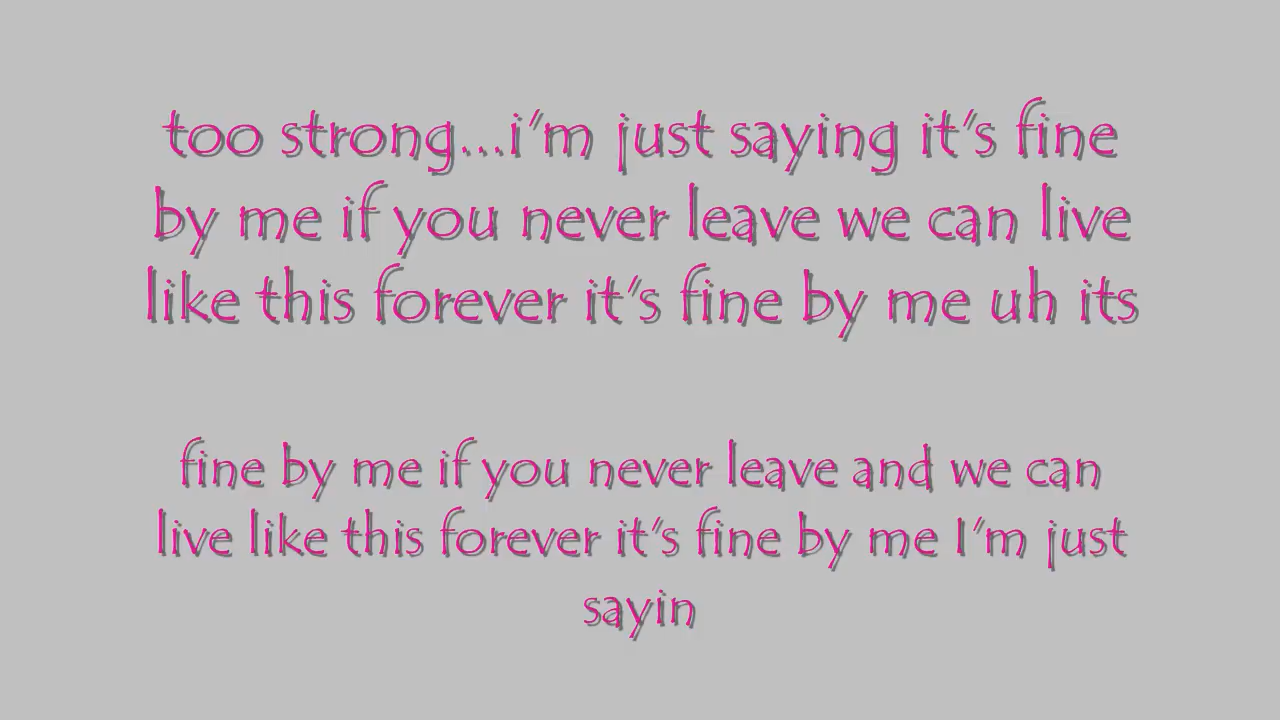 too strong...i'm just saying it's fine
by me if you never leave we can live
like this forever it's fine by me uh its
fine by me if you never leave and we can
live like this forever it's fine by me I'm just
sayin